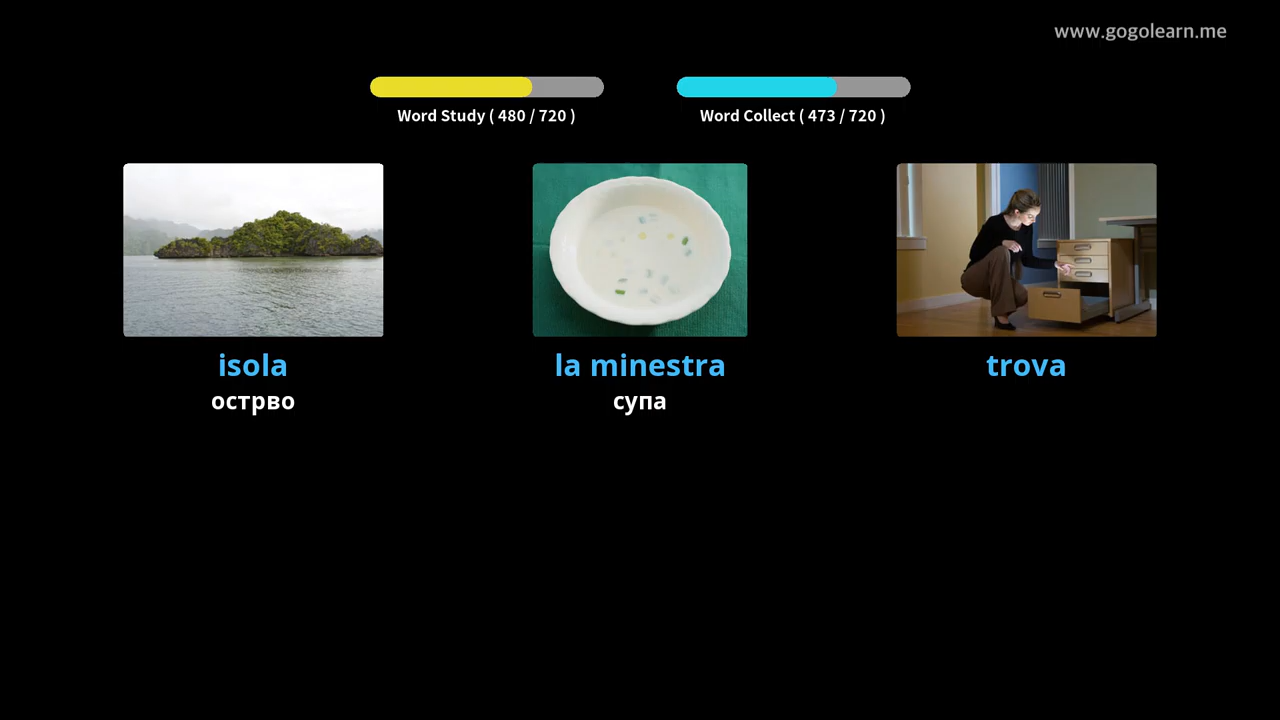 www.gogolearn.me
Word Study ( 480 / 720 )
Word Collect ( 473 / 720 )
isola
la minestra
trova
острво
супа